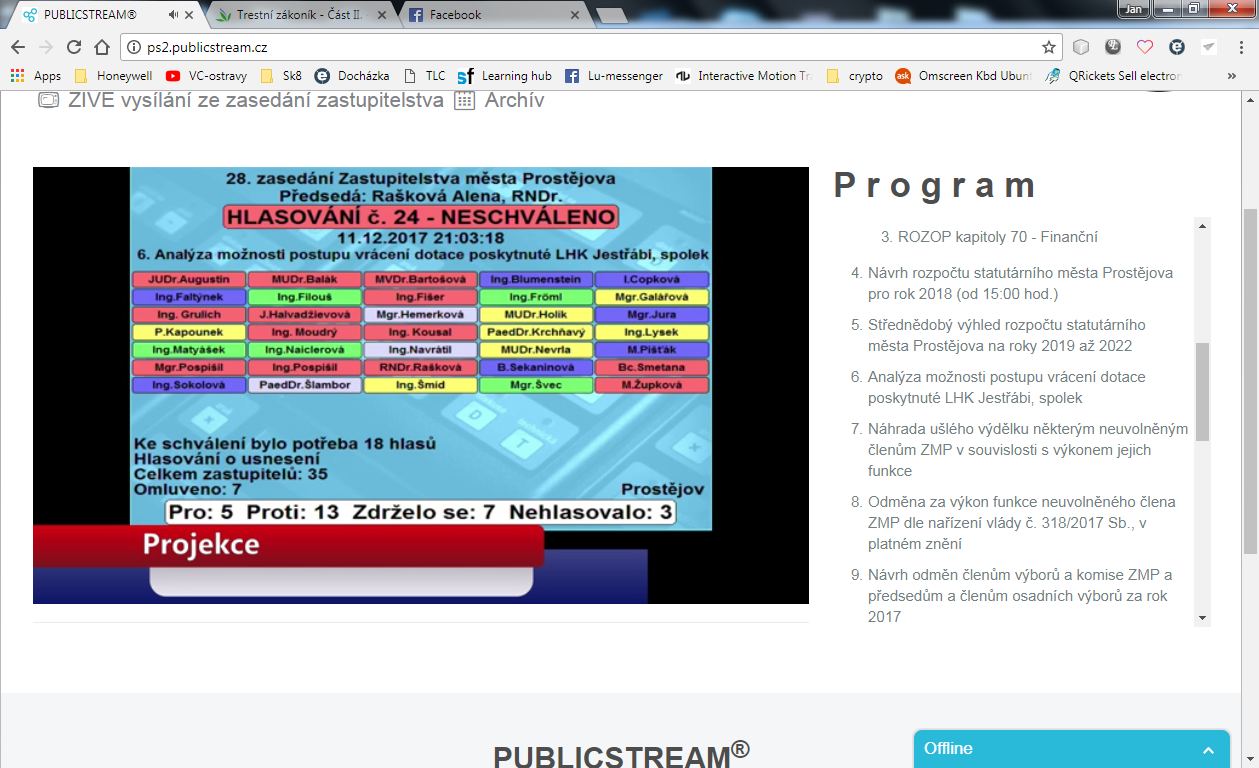 Jan
PUBLICSTREAM®
Trestní zákoník - Část II.
Facebook
ps2.publicstream.cz
Apps
Honeywell
VC-ostravy
Sk8
Docházka
TLC
Learning hub
Lu-messenger
Interactive Motion Tr
crypto
Omscreen Kbd Ubun
QRickets Sell electron
ŽIVĚ vysílání ze zasedání zastupitelstva
Archív
28. zasedání Zastupitelstva města Prostějova
Předsedá: Rašková Alena, RNDr.
HLASOVÁNÍ č. 24 - NESCHVÁLENO
11.12.2017 21:03:18
6. Analýza možnosti postupu vrácení dotace poskytnuté LHK Jestřábi, spolek
JUDr.Augustin MUDr.Balák MVDr.Bartošová Ing.Blumenstein I.Copková
Ing.Faltýnek Ing.Filouš Ing.Fišer Ing.Fröml Mgr.Galářová
Ing. Grulich J.Halvadžievová Mgr.Hemerková MUDr.Holík Mgr.Jura
P.Kapounek Ing. Moudrý Ing. Kousal PaedDr.Krchňavý Ing.Lysek
Ing.Matyášek Ing.Naiclerová Ing.Navrátil MUDr.Nevrla M.Pišťák
Mgr.Pospíšil Ing.Pospíšil RNDr.Rašková B.Sekaninová Bc.Smetana
Ing.Sokolová PaedDr.Šlambor Ing.Šmíd Mgr.Švec M.Župková
Ke schválení bylo potřeba 18 hlasů
Hlasování o usnesení
Celkem zastupitelů: 35
Omluveno: 7
Prostějov
Pro: 5 Proti: 13 Zdrželo se: 7 Nehlasovalo: 3
Projekce
Program
3. ROZOP kapitoly 70 - Finanční
4. Návrh rozpočtu statutárního města Prostějova
pro rok 2018 (od 15:00 hod.)
5. Střednědobý výhled rozpočtu statutárního
města Prostějova na roky 2019 až 2022
6. Analýza možnosti postupu vrácení dotace
poskytnuté LHK Jestřábi, spolek
7. Náhrada ušlého výdělku některým neuvolněným
členům ZMP v souvislosti s výkonem jejich
funkce
8. Odměna za výkon funkce neuvolněného člena
ZMP dle nařízení vlády č. 318/2017 Sb., v
platném znění
9. Návrh odměn členům výborů a komise ZMP a
předsedům a členům osadních výborů za rok
2017
PUBLICSTREAM®
Offline